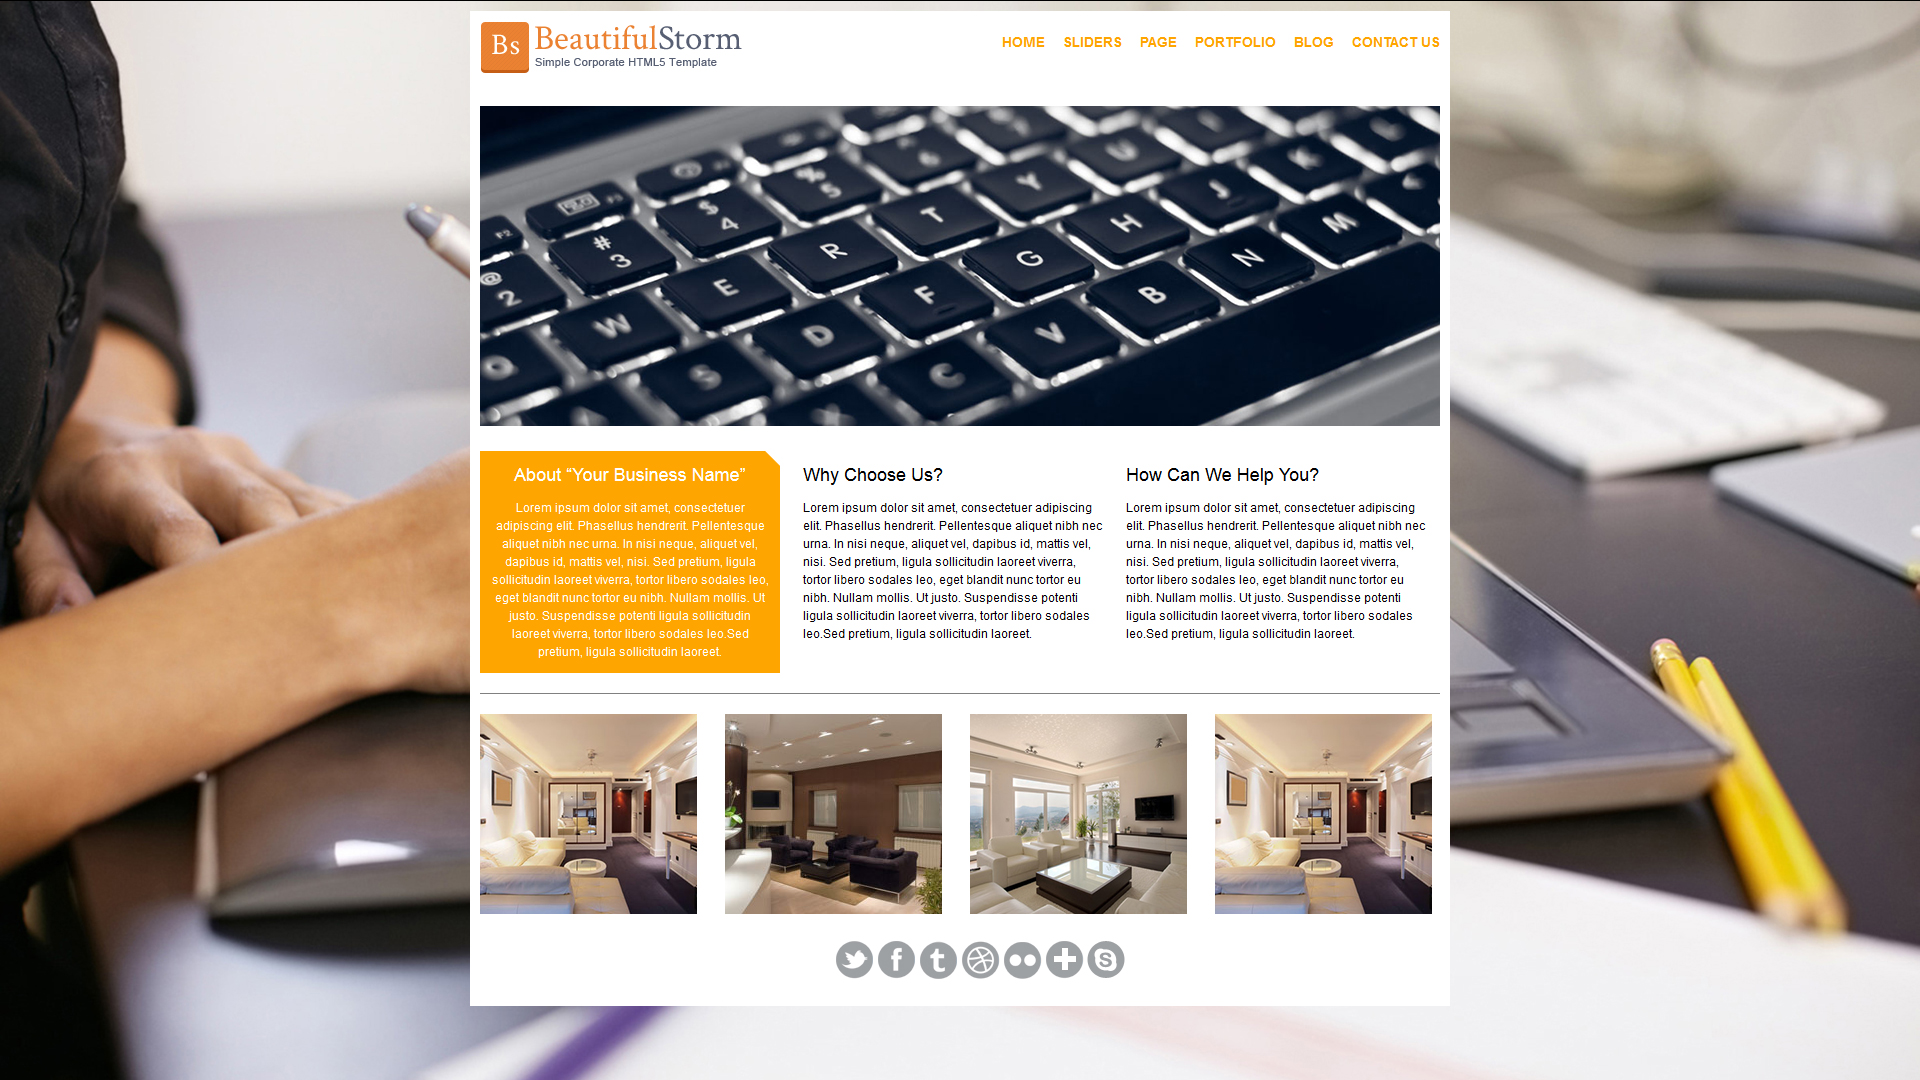 Bs BeautifulStorm
Simple Corporate HTML5 Template
HOME SLIDERS PAGE PORTFOLIO BLOG CONTACT US
F2
# $ % 5
@ 2 3 4 R T Y U
W E F G H J K
S D C V B N M
About “Your Business Name”
Lorem ipsum dolor sit amet, consectetuer
adipiscing elit. Phasellus hendrerit. Pellentesque
aliquet nibh nec urna. In nisi neque, aliquet vel,
dapibus id, mattis vel, nisi. Sed pretium, ligula
sollicitudin laoreet viverra, tortor libero sodales leo,
eget blandit nunc tortor eu nibh. Nullam mollis. Ut
justo. Suspendisse potenti ligula sollicitudin
laoreet viverra, tortor libero sodales leo.Sed
pretium, ligula sollicitudin laoreet.
Why Choose Us?
Lorem ipsum dolor sit amet, consectetuer adipiscing
elit. Phasellus hendrerit. Pellentesque aliquet nibh nec
urna. In nisi neque, aliquet vel, dapibus id, mattis vel,
nisi. Sed pretium, ligula sollicitudin laoreet viverra,
tortor libero sodales leo, eget blandit nunc tortor eu
nibh. Nullam mollis. Ut justo. Suspendisse potenti
ligula sollicitudin laoreet viverra, tortor libero sodales
leo.Sed pretium, ligula sollicitudin laoreet.
How Can We Help You?
Lorem ipsum dolor sit amet, consectetuer adipiscing
elit. Phasellus hendrerit. Pellentesque aliquet nibh nec
urna. In nisi neque, aliquet vel, dapibus id, mattis vel,
nisi. Sed pretium, ligula sollicitudin laoreet viverra,
tortor libero sodales leo, eget blandit nunc tortor eu
nibh. Nullam mollis. Ut justo. Suspendisse potenti
ligula sollicitudin laoreet viverra, tortor libero sodales
leo.Sed pretium, ligula sollicitudin laoreet.